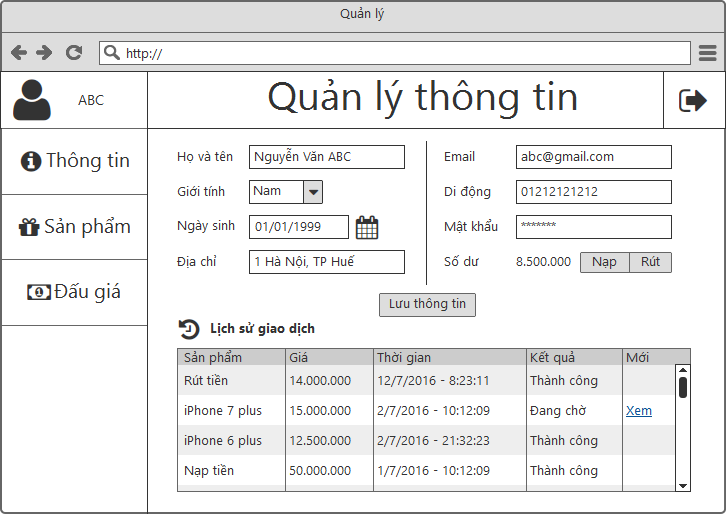 Quản lý
http://
ABC
Quản lý thông tin
Thông tin
Sản phẩm
Đấu giá
Họ và tên Nguyễn Văn ABC
Giới tính Nam
Ngày sinh 01/01/1999
Địa chỉ 1 Hà Nội, TP Huế
Email abc@gmail.com
Di động 01212121212
Mật khẩu *******
Số dư 8.500.000 Nạp Rút
Lưu thông tin
Lịch sử giao dịch
Sản phẩm Giá Thời gian Kết quả Mới
Rút tiền 14.000.000 12/7/2016 - 8:23:11 Thành công
iPhone 7 plus 15.000.000 2/7/2016 - 10:12:09 Đang chờ Xem
iPhone 6 plus 12.500.000 2/7/2016 - 21:32:23 Thành công
Nạp tiền 50.000.000 1/7/2016 - 10:12:09 Thành công